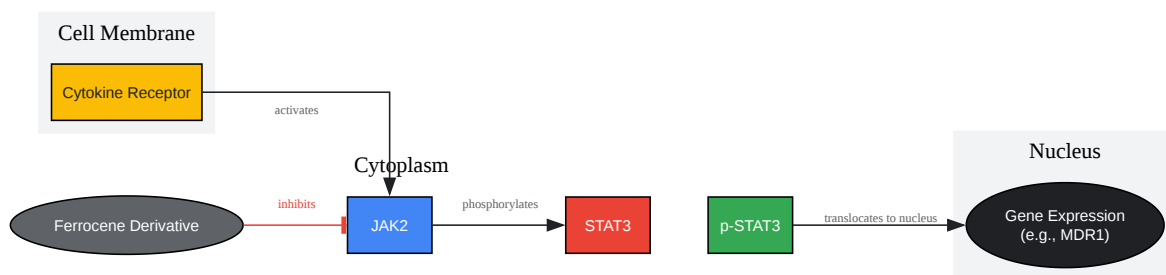 Cell Membrane
Cytokine Receptor
activates
Cytoplasm
Nucleus
Ferrocene Derivative
inhibits
JAK2
phosphorylates
STAT3
p-STAT3
translocates to nucleus
Gene Expression
(e.g., MDR1)